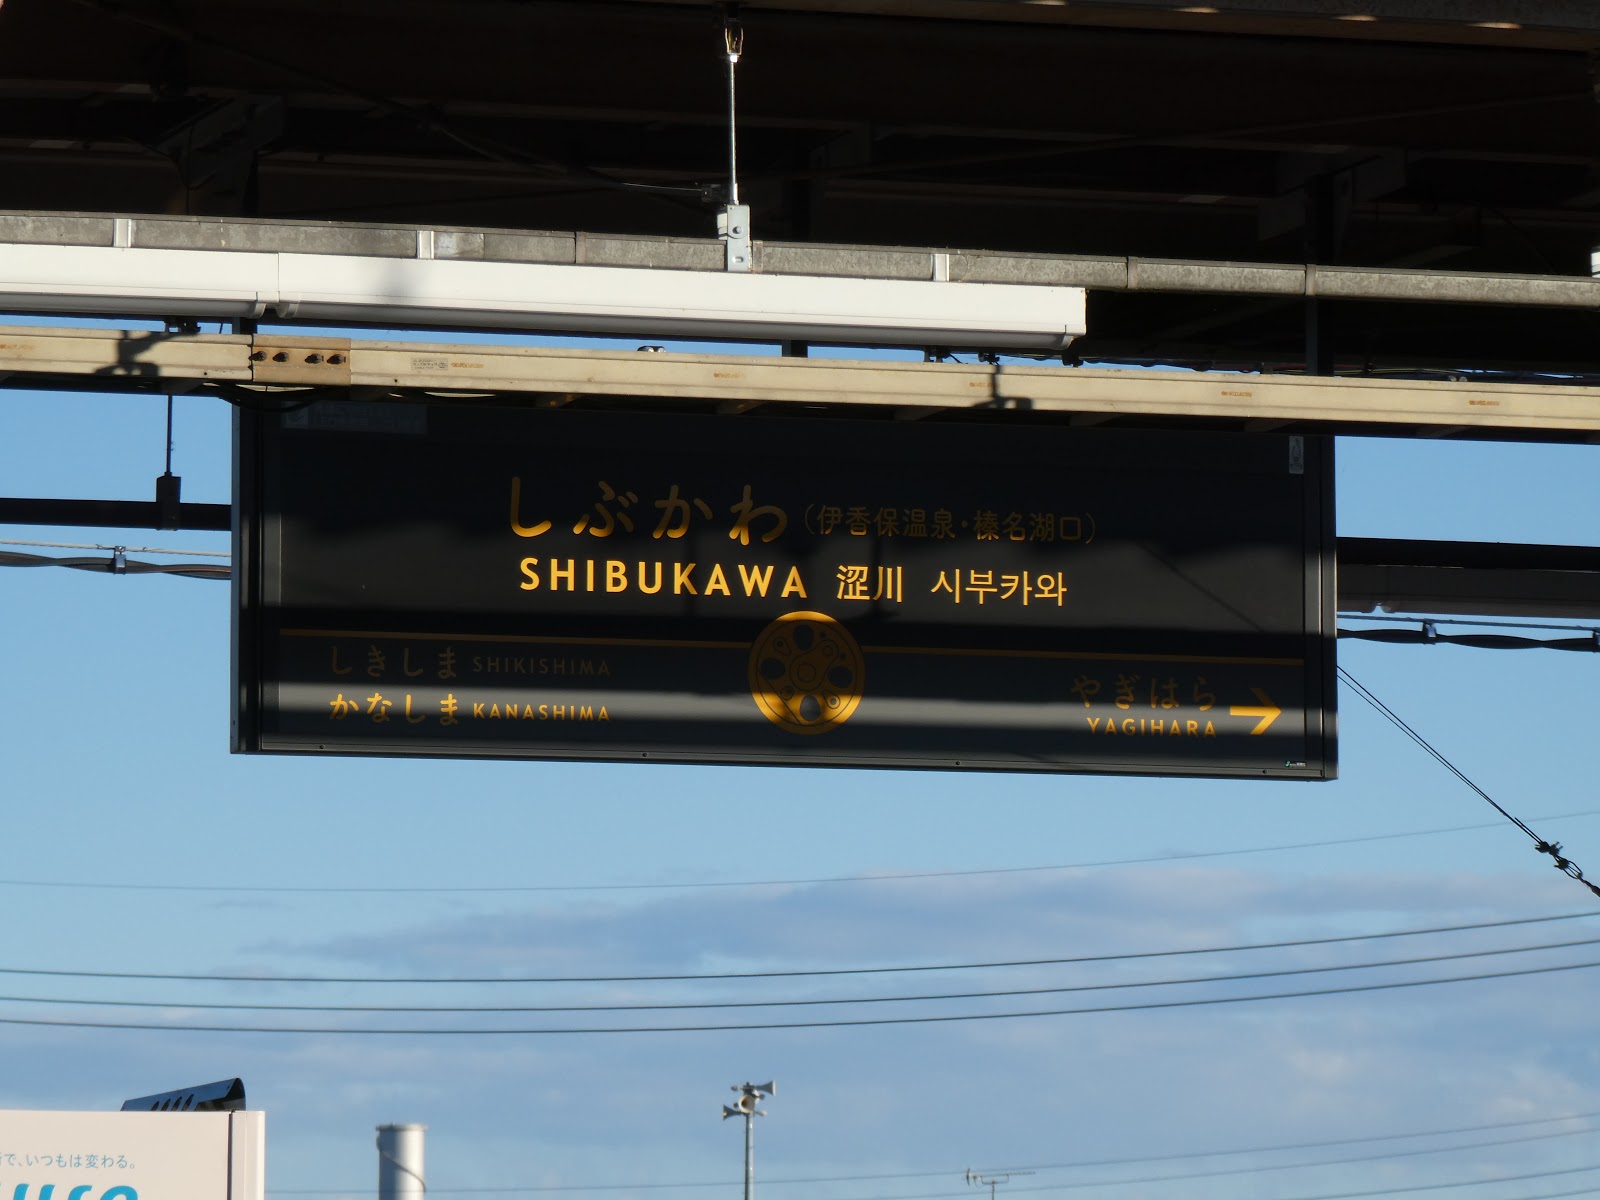 しぶかわ (伊香保温泉・榛名湖口)
SHIBUKAWA 涩川 시부카와
しきしま SHIKISHIMA
かなしま KANASHIMA
やぎはら
YAGIHARA
で、いつもは変わる。